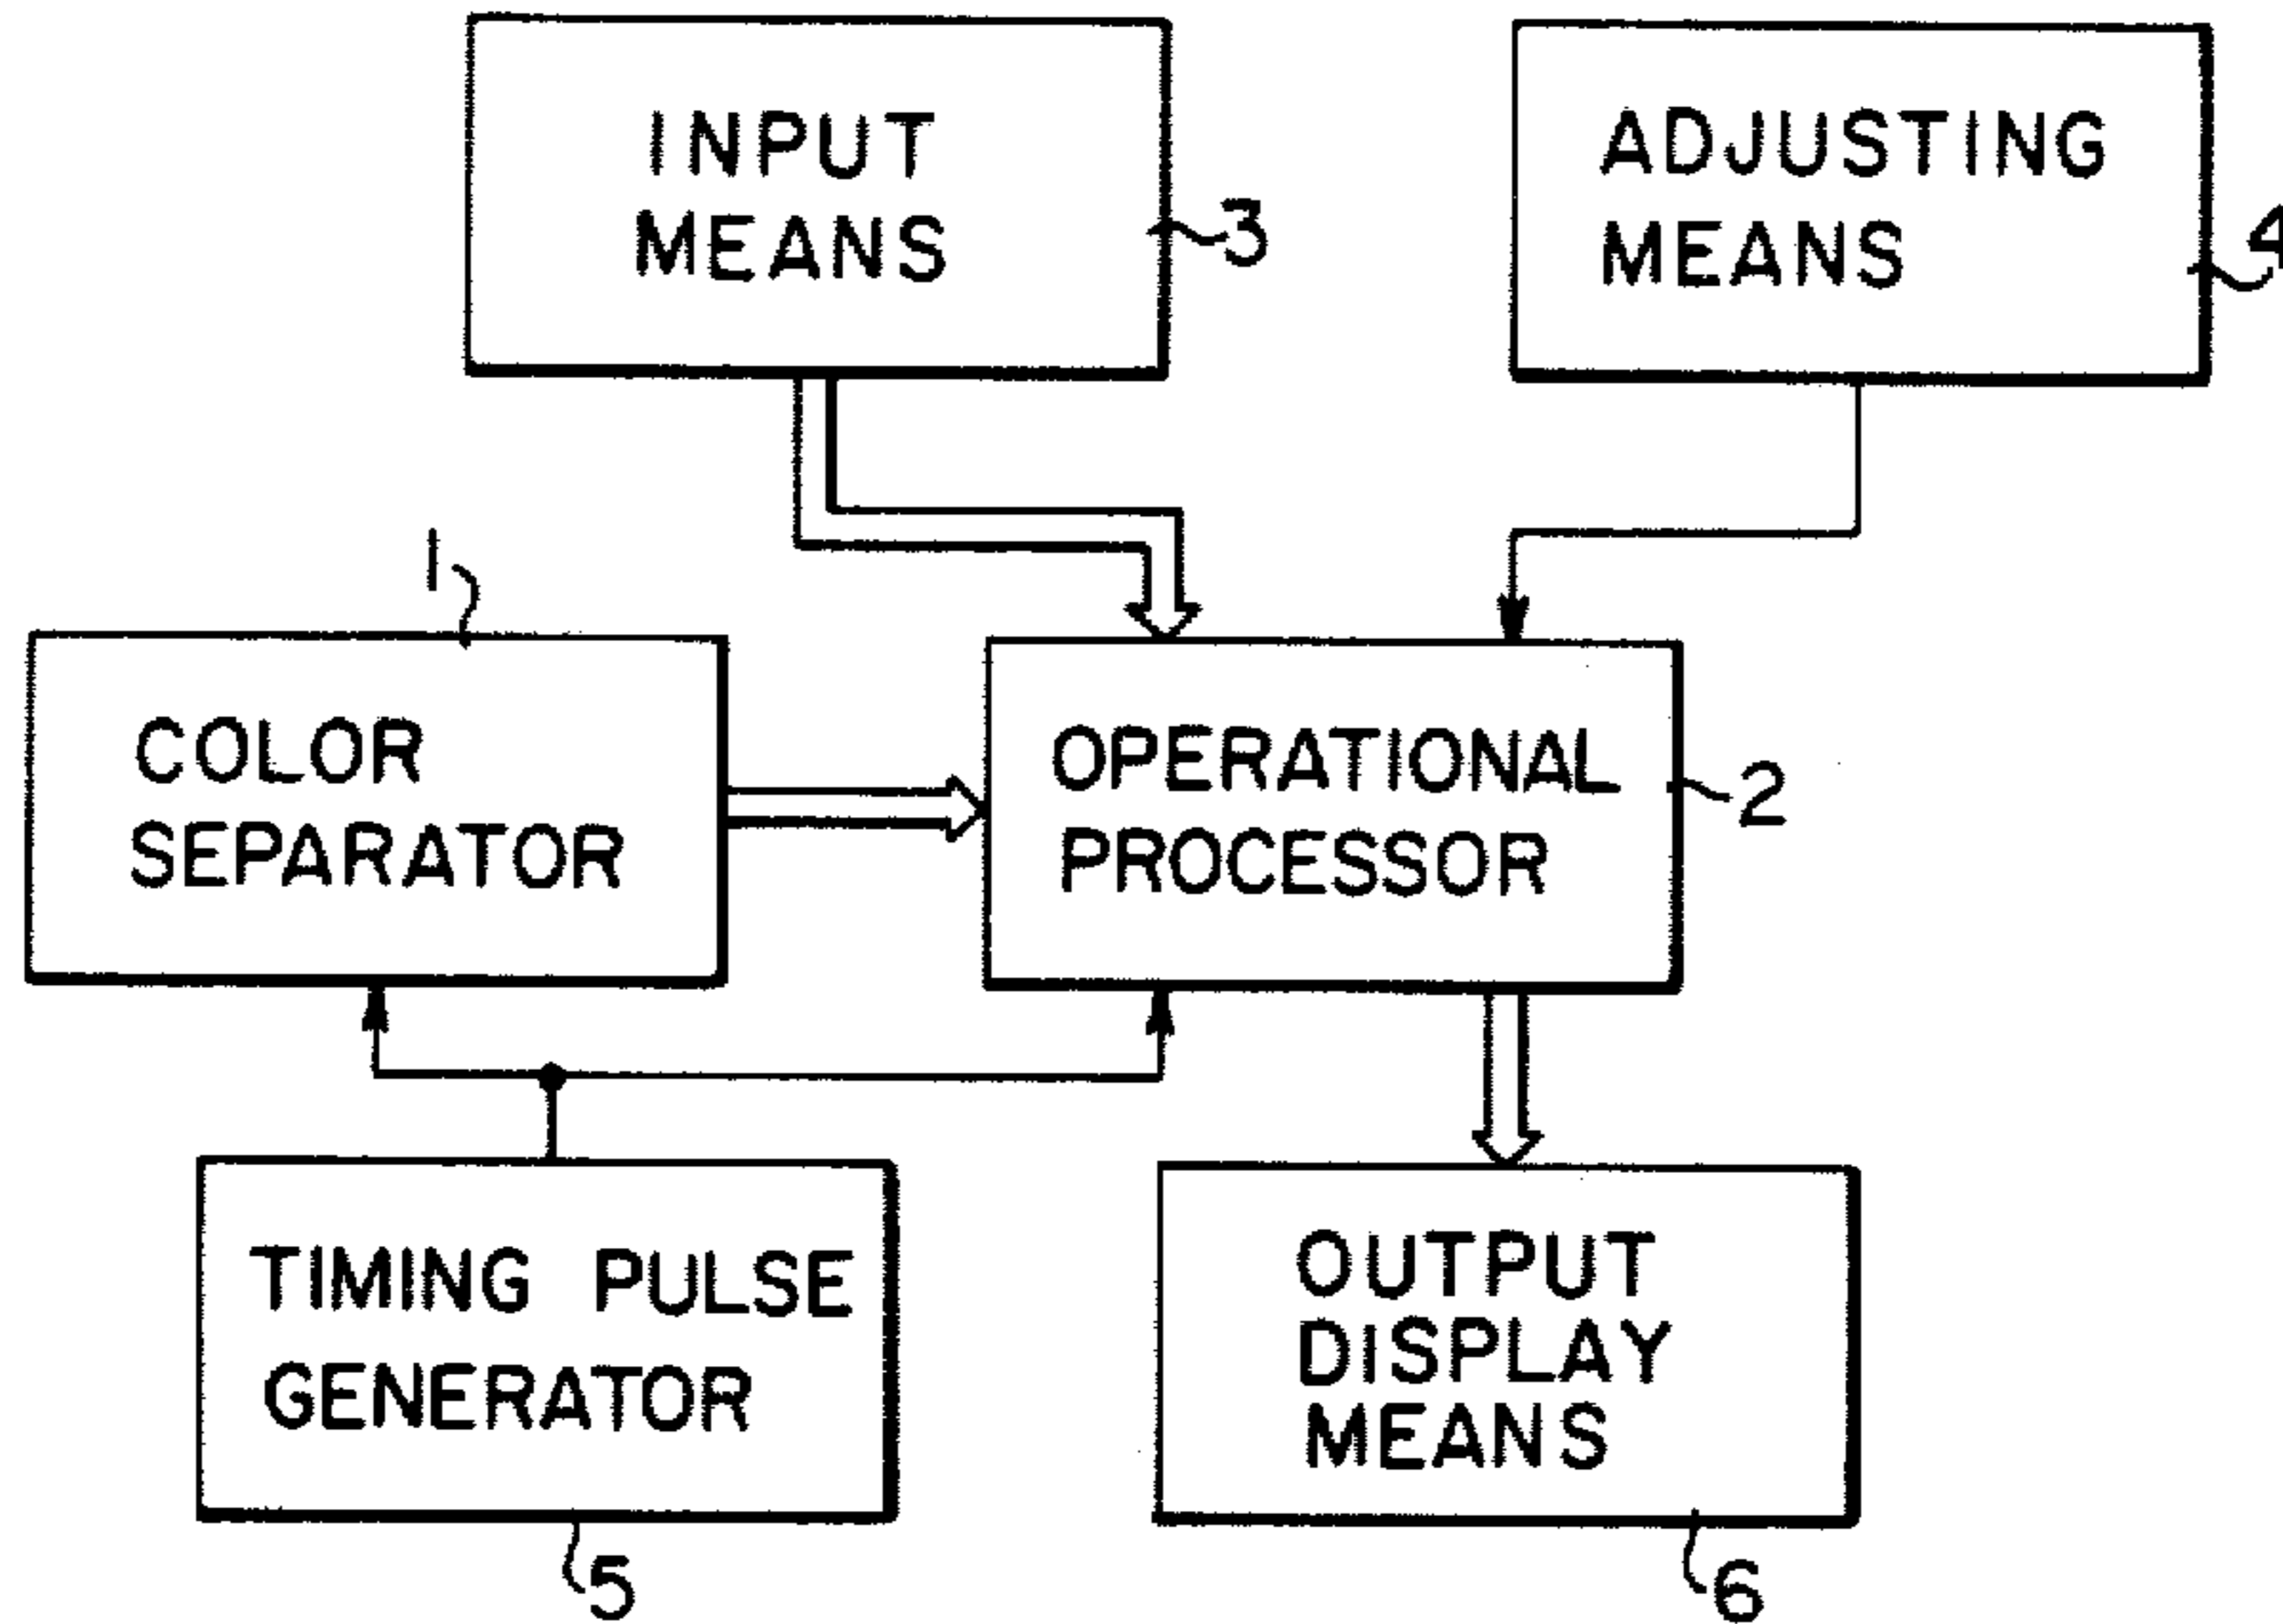 INPUT
MEANS
3
ADJUSTING
MEANS
4
1
COLOR
SEPARATOR
OPERATIONAL
PROCESSOR
2
TIMING PULSE
GENERATOR
5
OUTPUT
DISPLAY
MEANS
6